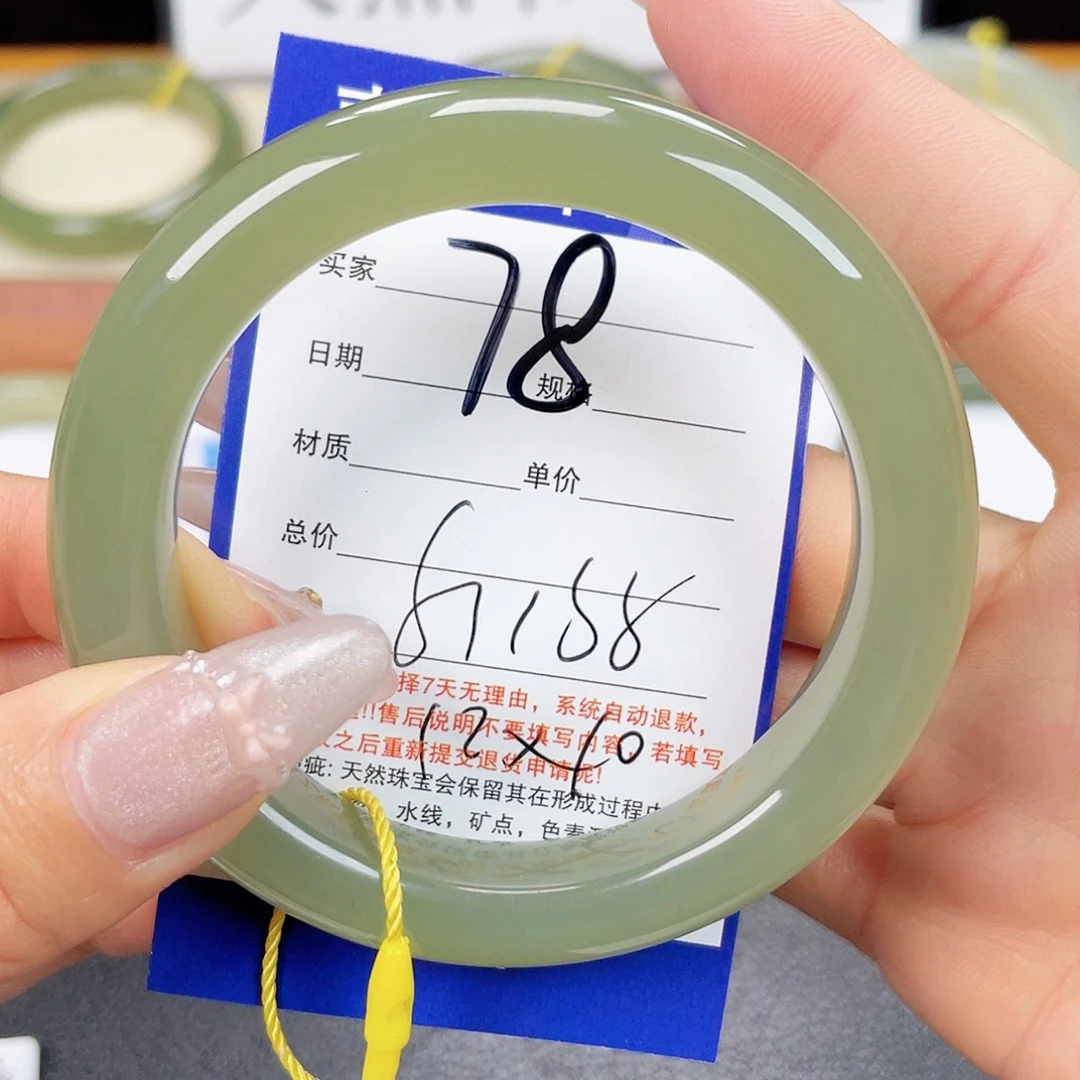 买家
78
日期 规格
材质 单价
总价
择7天无理由，系统自动退款，
!!售后说明不要填写内容，若填写
之后重新提交退货申请呢!
12×10
疵: 天然珠宝会保留其在形成过程中
水线，矿点，色素